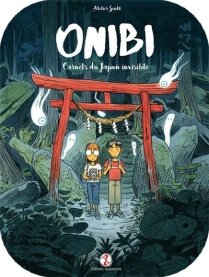 Atelier Sentô
ONIBI
Carnets du Japon invisible